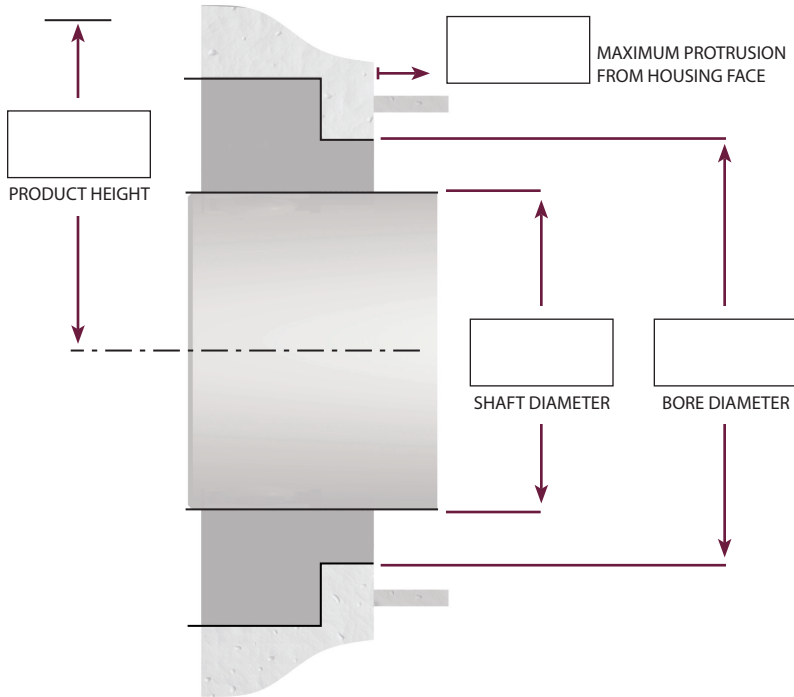 MAXIMUM PROTRUSION
FROM HOUSING FACE
PRODUCT HEIGHT
SHAFT DIAMETER
BORE DIAMETER